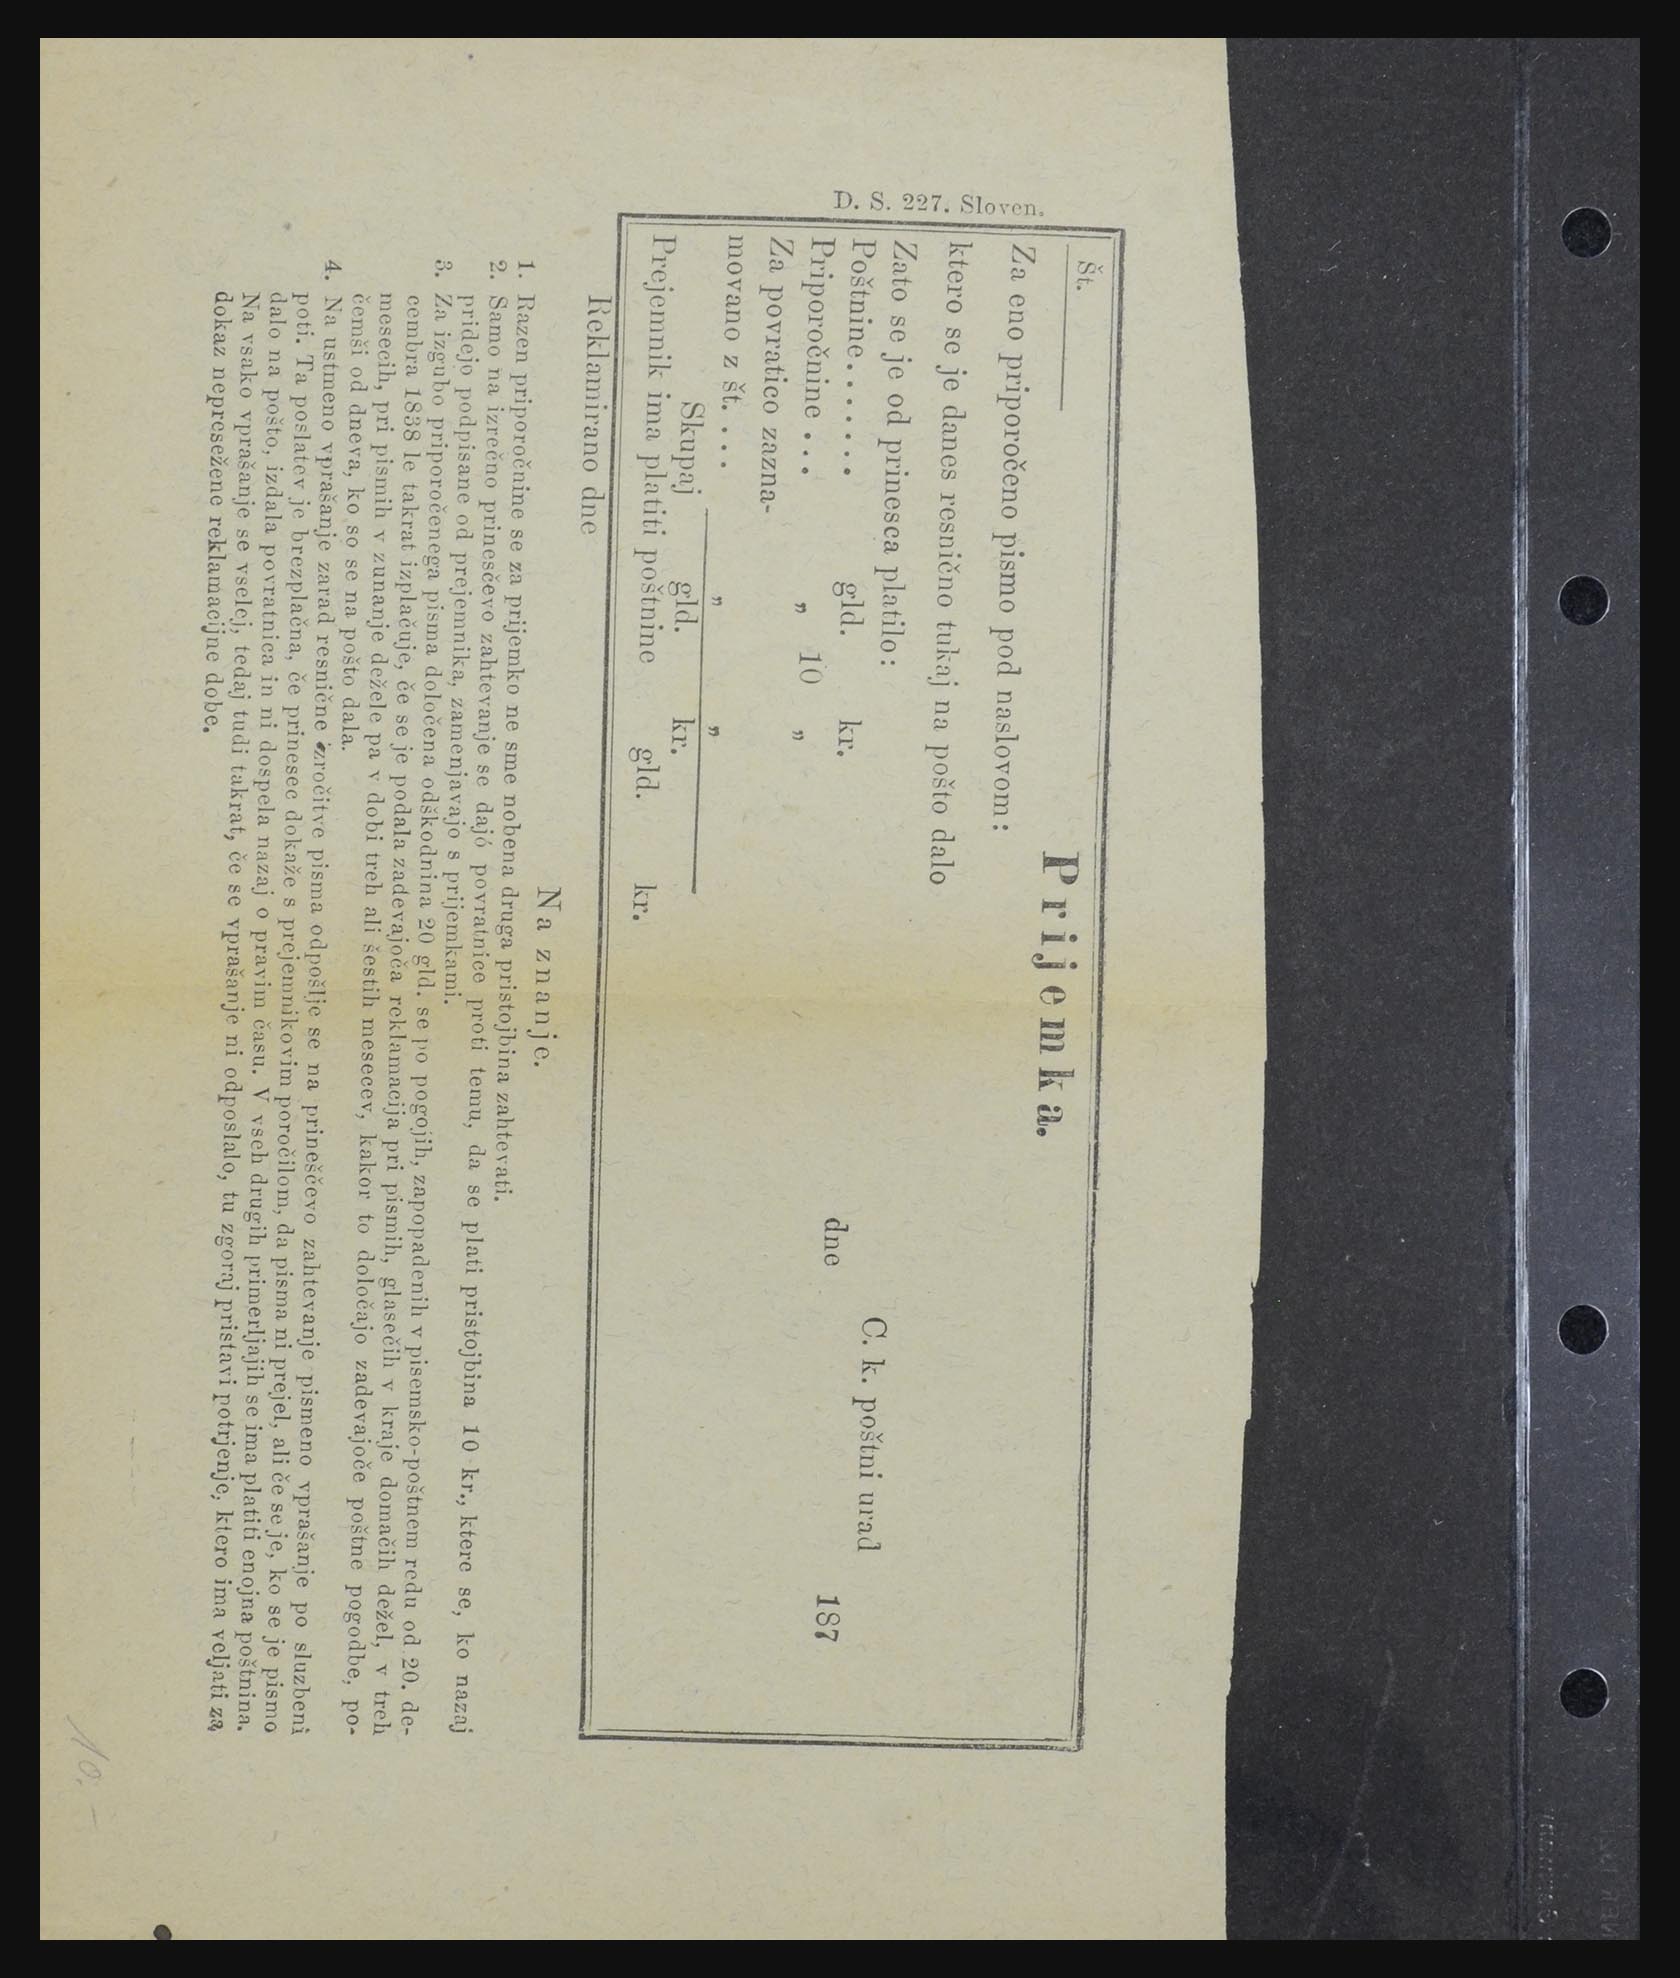 D. S. 227. Sloven.
Št.
Prijemka.
Za eno priporočeno pismo pod naslovom:
ktero se je danes resnično tukaj na pošto dalo
Zato se je od prinesca platilo:
Poštnine....... gld. kr.
Priporočnine... „ 10 „
Za povratico zazna-
movano z št.... „ „
Skupaj gld. kr.
Prejemnik ima platiti poštnine gld. kr.
C. k. poštni urad
dne 187
Reklamirano dne
Na znanje.
1. Razen priporočnine se za prijemko ne sme nobena druga pristojbina zahtevati.
2. Samo na izrečno prinesčevo zahtevanje se dajó povratnice proti temu, da se plati pristojbina 10 kr., ktere se, ko nazaj
pridejo podpisane od prejemnika, zamenjavajo s prijemkami.
3. Za izgubo priporočenega pisma določena odškodnina 20 gld. se po pogojih, zapopadenih v pisemsko-poštnem redu od 20. de-
cembra 1838 le takrat izplačuje, če se je podala zadevajoča reklamacija pri pismih, glasečih v kraje domačih dežel, v treh
mesecih, pri pismih v zunanje dežele pa v dobi treh ali šestih mesecev, kakor to določajo zadevajoče poštne pogodbe, po-
čemši od dneva, ko so se na pošto dala.
4. Na ustmeno vprašanje zarad resnične izročitve pisma odpošlje se na prineščevo zahtevanje pismeno vprašanje po sluzbeni
poti. Ta poslatev je brezplačna, če prinesec dokaže s prejemnikovim poročilom, da pisma ni prejel, ali če se je, ko se je pismo
dalo na pošto, izdala povratnica in ni dospela nazaj o pravim času. V vseh drugih primerljajih se ima platiti enojna poštnina.
Na vsako vprašanje se vselej, tedaj tudi takrat, če se vprašanje ni odposlalo, tu zgoraj pristavi potrjenje, ktero ima veljati za
dokaz nepresežene reklamacijne dobe.
10.-